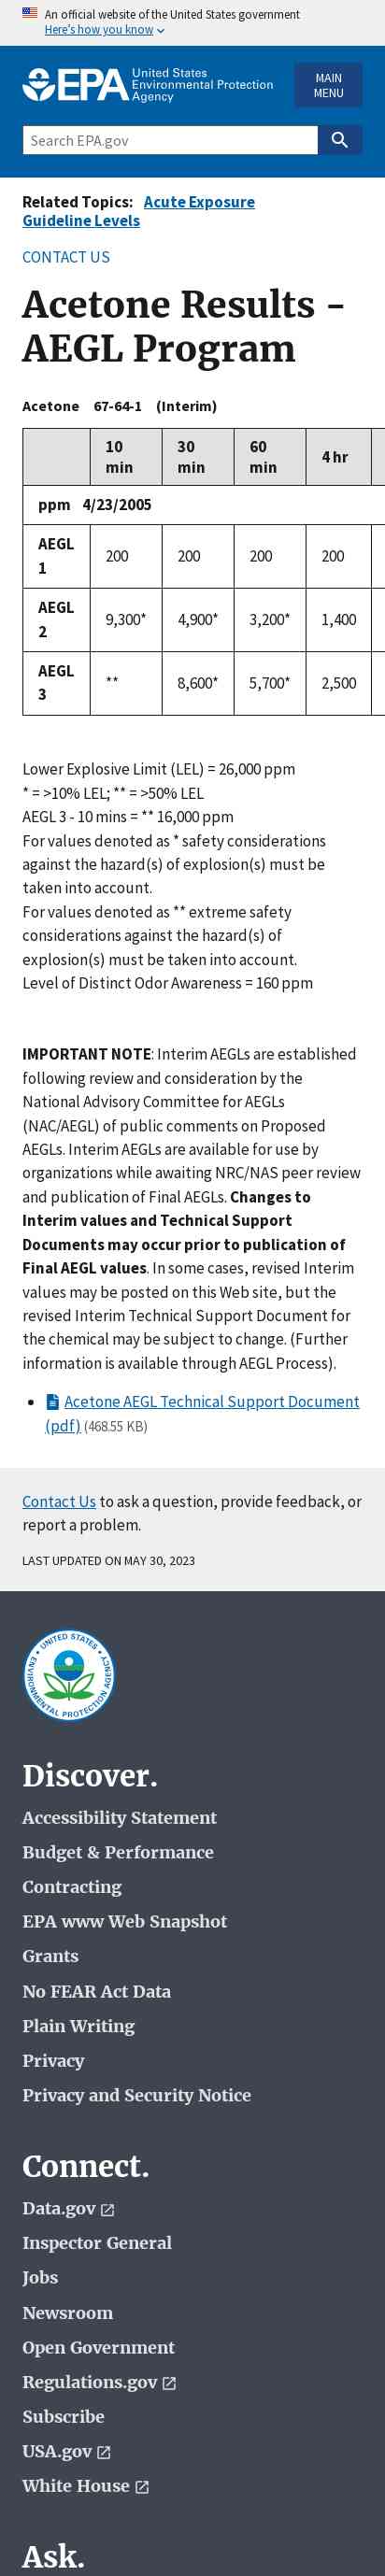 An official website of the United States government
Here's how you know
EPA United States
Environmental Protection
Agency
MAIN
MENU
Search EPA.gov
Related Topics: Acute Exposure
Guideline Levels
CONTACT US
Acetone Results -
AEGL Program
Acetone 67-64-1 (Interim)
10 min 30 min 60 min 4 hr
ppm 4/23/2005
AEGL 1 200 200 200 200
AEGL 2 9,300* 4,900* 3,200* 1,400
AEGL 3 ** 8,600* 5,700* 2,500
Lower Explosive Limit (LEL) = 26,000 ppm
* = >10% LEL; ** = >50% LEL
AEGL 3 - 10 mins = ** 16,000 ppm
For values denoted as * safety considerations
against the hazard(s) of explosion(s) must be
taken into account.
For values denoted as ** extreme safety
considerations against the hazard(s) of
explosion(s) must be taken into account.
Level of Distinct Odor Awareness = 160 ppm
IMPORTANT NOTE: Interim AEGLs are established
following review and consideration by the
National Advisory Committee for AEGLs
(NAC/AEGL) of public comments on Proposed
AEGLs. Interim AEGLs are available for use by
organizations while awaiting NRC/NAS peer review
and publication of Final AEGLs. Changes to
Interim values and Technical Support
Documents may occur prior to publication of
Final AEGL values. In some cases, revised Interim
values may be posted on this Web site, but the
revised Interim Technical Support Document for
the chemical may be subject to change. (Further
information is available through AEGL Process).
Acetone AEGL Technical Support Document
(pdf) (468.55 KB)
Contact Us to ask a question, provide feedback, or
report a problem.
LAST UPDATED ON MAY 30, 2023
UNITED STATES
ENVIRONMENTAL PROTECTION AGENCY
Discover.
Accessibility Statement
Budget & Performance
Contracting
EPA www Web Snapshot
Grants
No FEAR Act Data
Plain Writing
Privacy
Privacy and Security Notice
Connect.
Data.gov
Inspector General
Jobs
Newsroom
Open Government
Regulations.gov
Subscribe
USA.gov
White House
Ask.